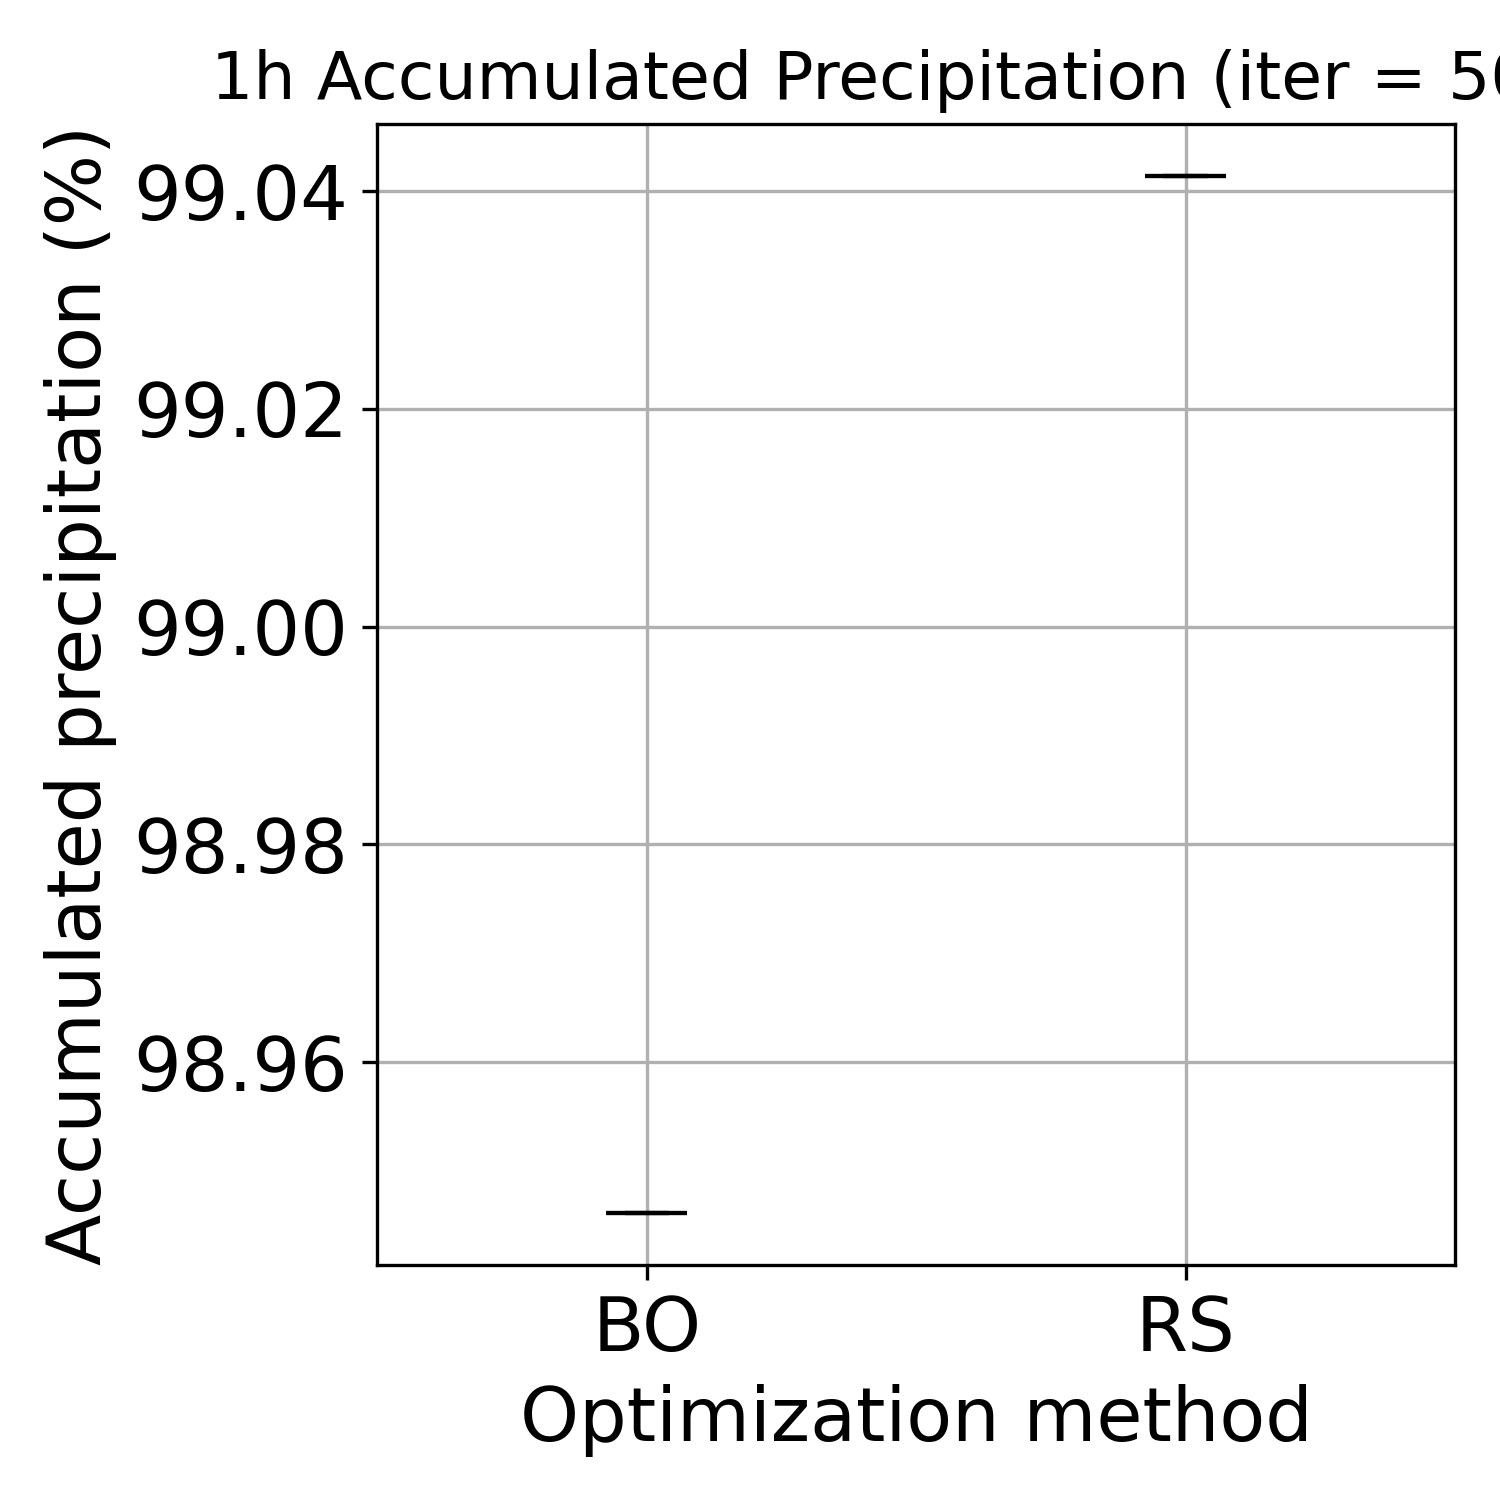 1h Accumulated Precipitation (iter = 5
Accumulated precipitation (%)
99.04
99.02
99.00
98.98
98.96
BO
RS
Optimization method